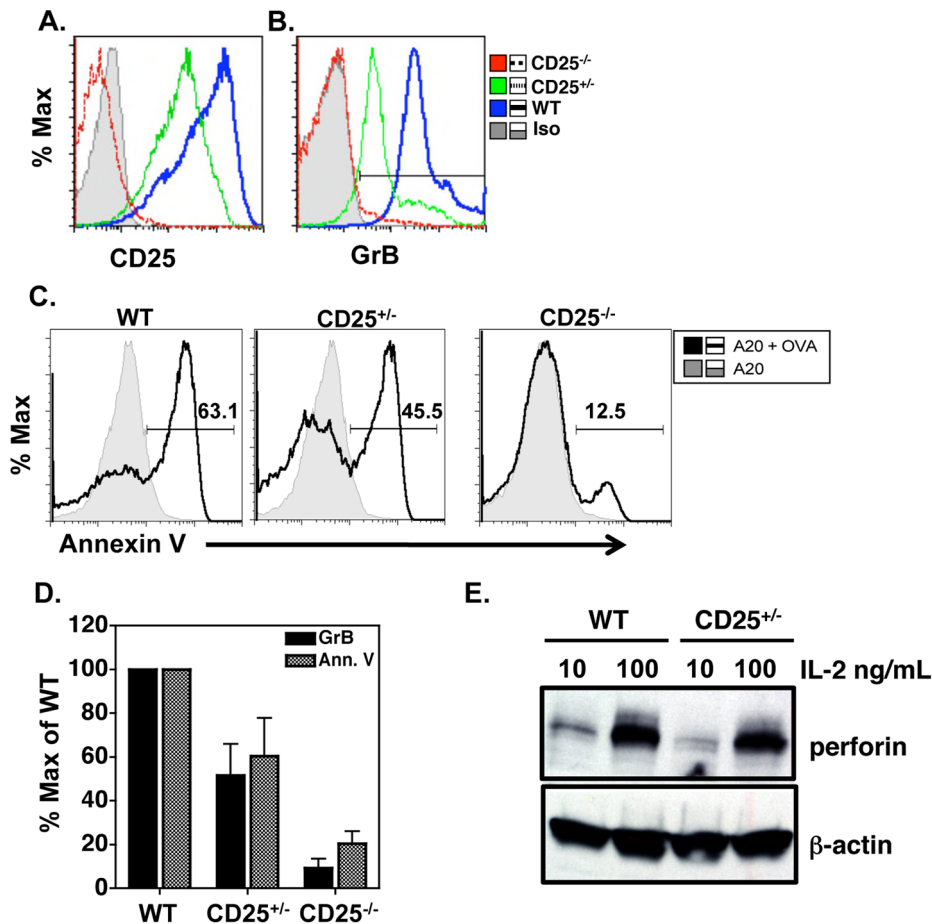 A.
B.
% Max
CD25
GrB
CD25-/-
CD25+/-
WT
Iso
C.
WT
CD25+/-
CD25-/-
% Max
63.1
45.5
12.5
A20 + OVA
A20
Annexin V
D.
% Max of WT
120
100
80
60
40
20
0
GrB
Ann. V
WT
CD25+/-
CD25-/-
E.
WT
CD25+/-
10
100
10
100
IL-2 ng/mL
perforin
β-actin